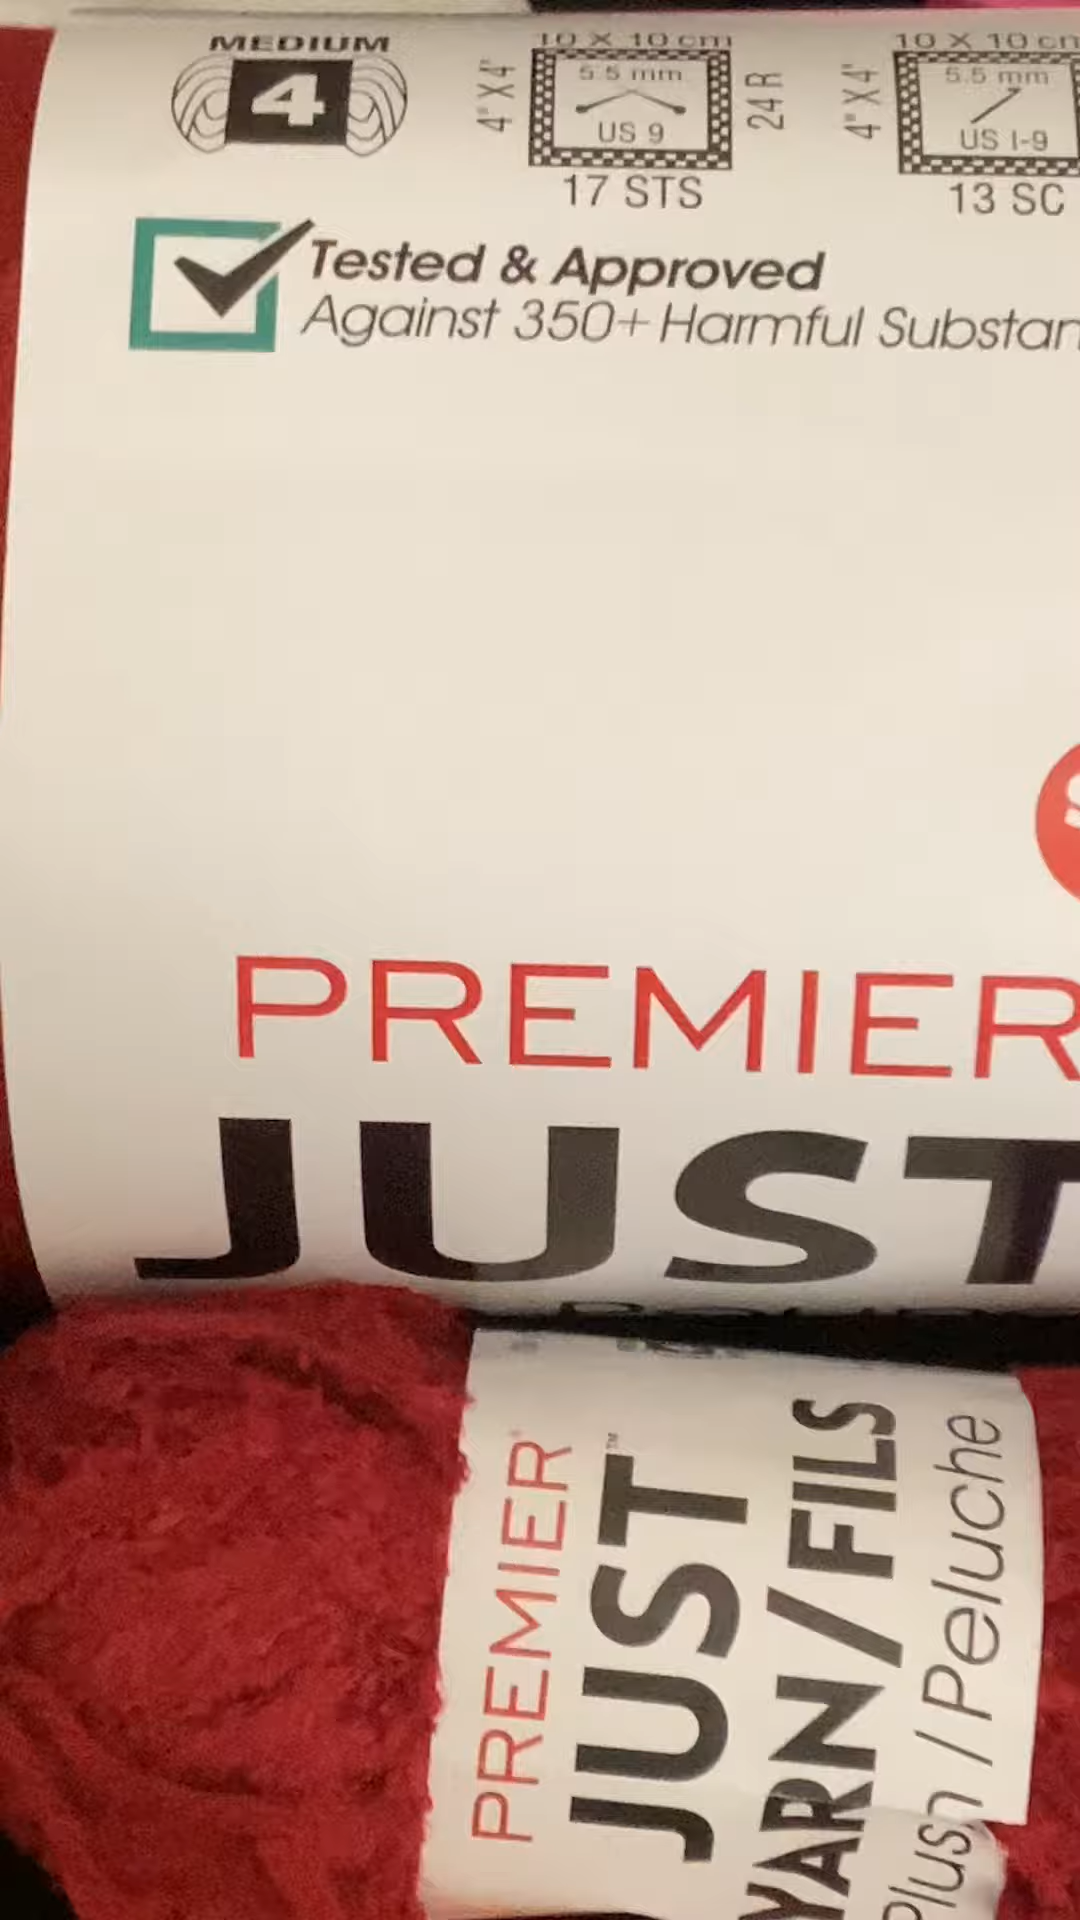 MEDIUM
4
10 X 10 cm
4" X 4"
5.5 mm
US 9
24 R
17 STS
10 X 10 cm
4" X 4"
5.5 mm
US I-9
13 SC
Tested & Approved
Against 350+ Harmful Substan
PREMIER
JUST
PREMIER®
JUST™
YARN / FILS
Plush / Peluche